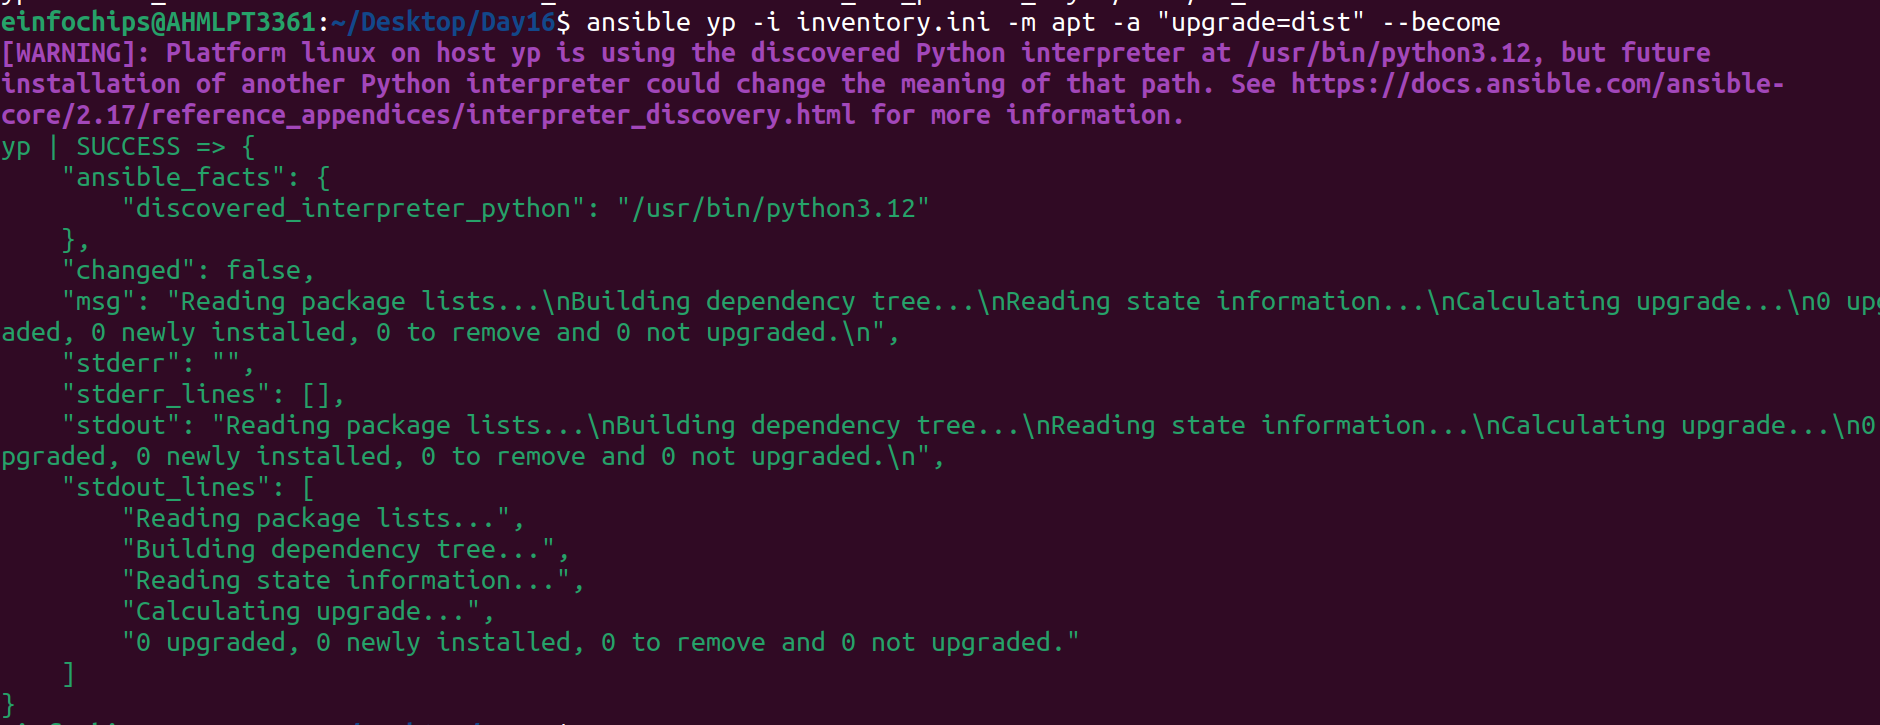 einfochips@AHMLPT3361:~/Desktop/Day16$ ansible yp -i inventory.ini -m apt -a "upgrade=dist" --become
[WARNING]: Platform linux on host yp is using the discovered Python interpreter at /usr/bin/python3.12, but future
installation of another Python interpreter could change the meaning of that path. See https://docs.ansible.com/ansible-
core/2.17/reference_appendices/interpreter_discovery.html for more information.
yp | SUCCESS => {
    "ansible_facts": {
        "discovered_interpreter_python": "/usr/bin/python3.12"
    },
    "changed": false,
    "msg": "Reading package lists...\nBuilding dependency tree...\nReading state information...\nCalculating upgrade...\n0 upg
aded, 0 newly installed, 0 to remove and 0 not upgraded.\n",
    "stderr": "",
    "stderr_lines": [],
    "stdout": "Reading package lists...\nBuilding dependency tree...\nReading state information...\nCalculating upgrade...\n0
pgraded, 0 newly installed, 0 to remove and 0 not upgraded.\n",
    "stdout_lines": [
        "Reading package lists...",
        "Building dependency tree...",
        "Reading state information...",
        "Calculating upgrade...",
        "0 upgraded, 0 newly installed, 0 to remove and 0 not upgraded."
    ]
}